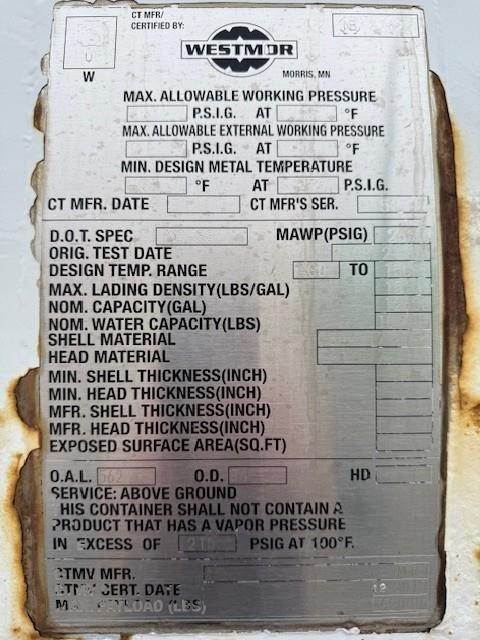 CT MFR/
CERTIFIED BY:
U
W
WESTMOR
MORRIS, MN
MAX. ALLOWABLE WORKING PRESSURE
P.S.I.G. AT °F
MAX. ALLOWABLE EXTERNAL WORKING PRESSURE
P.S.I.G. AT °F
MIN. DESIGN METAL TEMPERATURE
°F AT P.S.I.G.
CT MFR. DATE CT MFR'S SER.
D.O.T. SPEC MAWP(PSIG)
ORIG. TEST DATE
DESIGN TEMP. RANGE TO
MAX. LADING DENSITY(LBS/GAL)
NOM. CAPACITY(GAL)
NOM. WATER CAPACITY(LBS)
SHELL MATERIAL
HEAD MATERIAL
MIN. SHELL THICKNESS(INCH)
MIN. HEAD THICKNESS(INCH)
MFR. SHELL THICKNESS(INCH)
MFR. HEAD THICKNESS(INCH)
EXPOSED SURFACE AREA(SQ.FT)
O.A.L. O.D. HD
SERVICE: ABOVE GROUND
HIS CONTAINER SHALL NOT CONTAIN A
PRODUCT THAT HAS A VAPOR PRESSURE
IN EXCESS OF PSIG AT 100°F.
CTMV MFR.
CERT. DATE 19
(LBS)